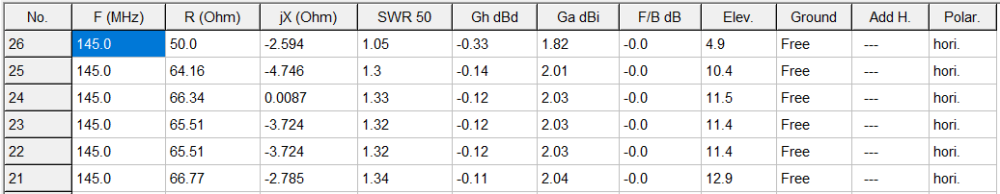 No. F (MHz) R (Ohm) jX (Ohm) SWR 50 Gh dBd Ga dBi F/B dB Elev. Ground Add H. Polar.
26 145.0 50.0 -2.594 1.05 -0.33 1.82 -0.0 4.9 Free --- hori.
25 145.0 64.16 -4.746 1.3 -0.14 2.01 -0.0 10.4 Free --- hori.
24 145.0 66.34 0.0087 1.33 -0.12 2.03 -0.0 11.5 Free --- hori.
23 145.0 65.51 -3.724 1.32 -0.12 2.03 -0.0 11.4 Free --- hori.
22 145.0 65.51 -3.724 1.32 -0.12 2.03 -0.0 11.4 Free --- hori.
21 145.0 66.77 -2.785 1.34 -0.11 2.04 -0.0 12.9 Free --- hori.